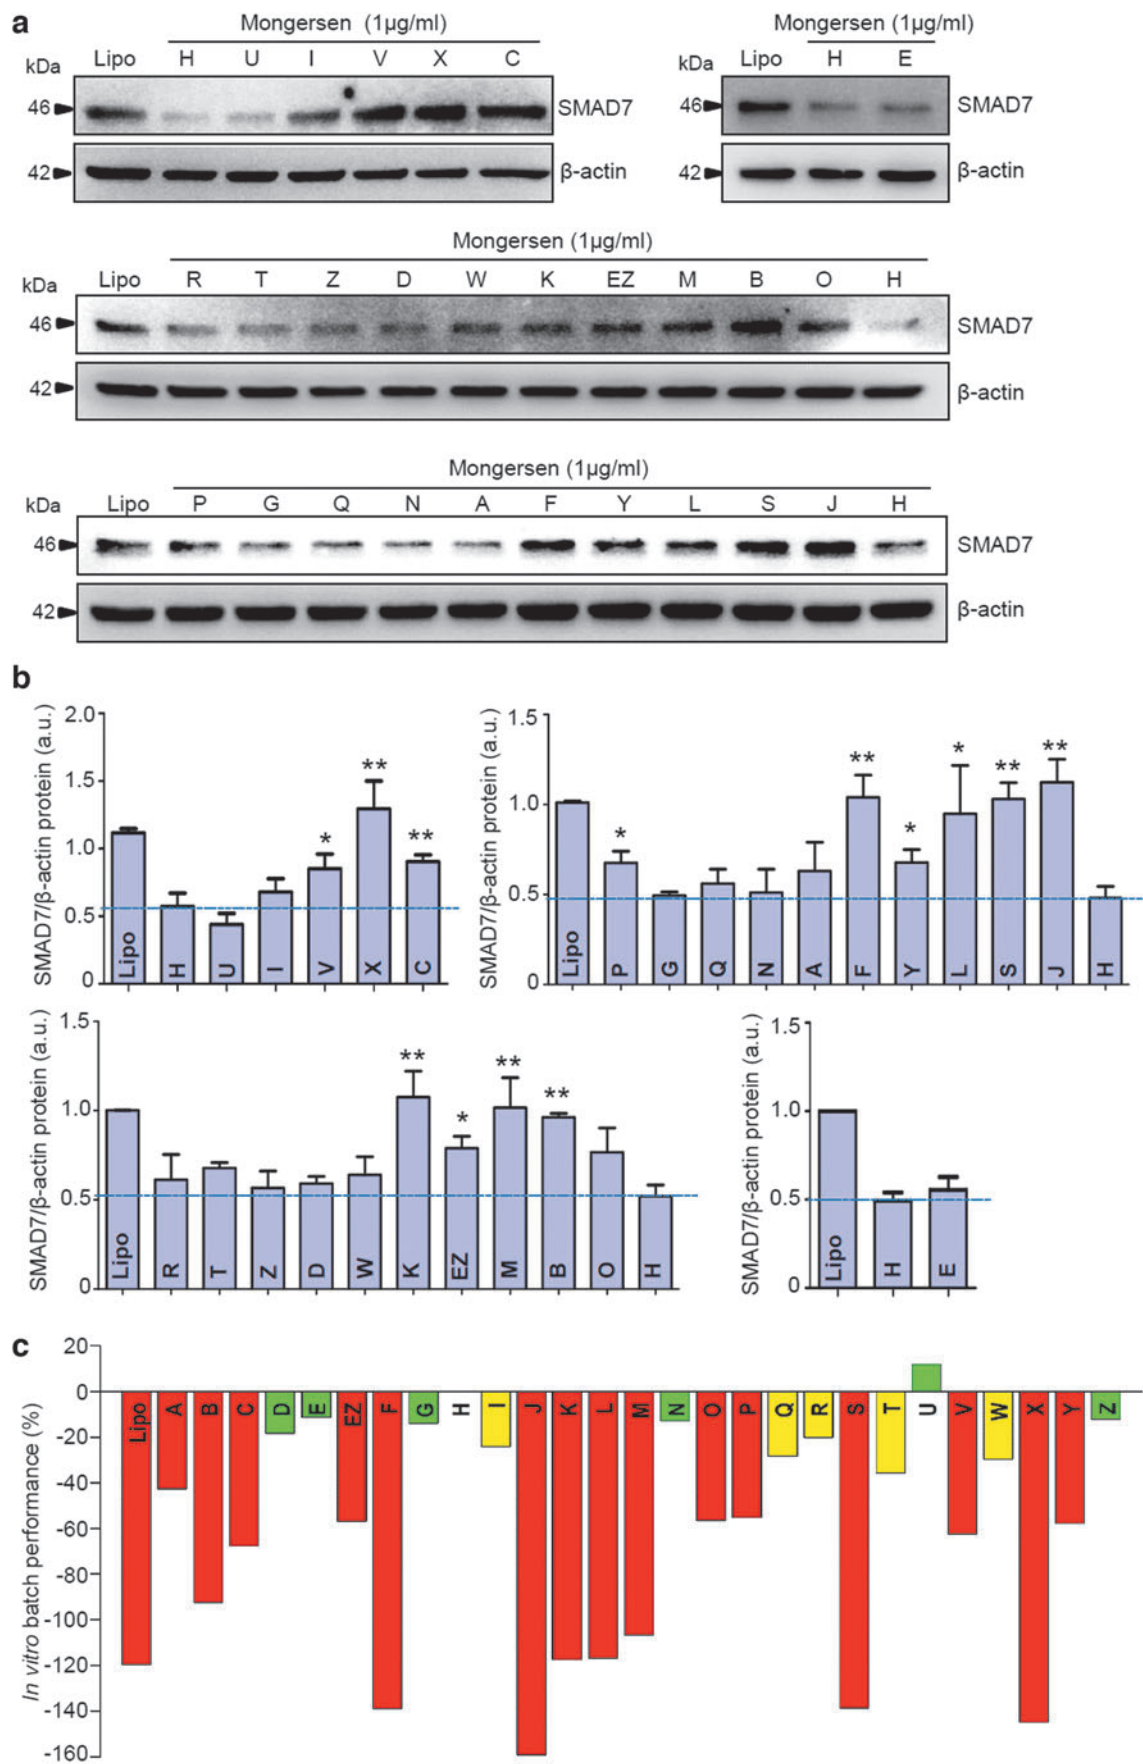 a
Mongersen (1µg/ml)
kDa Lipo H U I V X C
46 SMAD7
42 β-actin
Mongersen (1µg/ml)
kDa Lipo H E
46 SMAD7
42 β-actin
Mongersen (1µg/ml)
kDa Lipo R T Z D W K EZ M B O H
46 SMAD7
42 β-actin
Mongersen (1µg/ml)
kDa Lipo P G Q N A F Y L S J H
46 SMAD7
42 β-actin
b
SMAD7/β-actin protein (a.u.)
2.0
1.5
1.0
0.5
0
* ** **
Lipo H U I V X C
SMAD7/β-actin protein (a.u.)
1.5
1.0
0.5
0
* ** * * ** **
Lipo P G Q N A F Y L S J H
SMAD7/β-actin protein (a.u.)
1.5
1.0
0.5
0
** * ** **
Lipo R T Z D W K EZ M B O H
SMAD7/β-actin protein (a.u.)
1.5
1.0
0.5
0
Lipo H E
c
In vitro batch performance (%)
20
0
-20
-40
-60
-80
-100
-120
-140
-160
Lipo A B C D E EZ F G H I J K L M N O P Q R S T U V W X Y Z